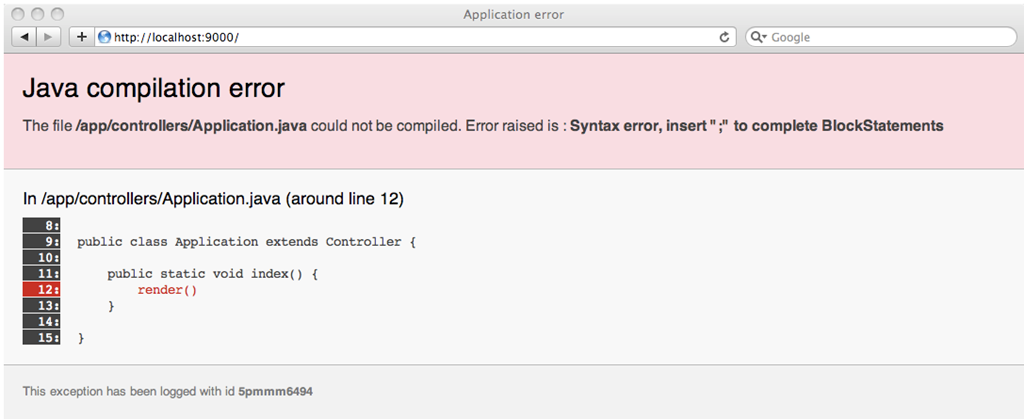 Application error
http://localhost:9000/
Google
Java compilation error
The file /app/controllers/Application.java could not be compiled. Error raised is : Syntax error, insert ";" to complete BlockStatements
In /app/controllers/Application.java (around line 12)
8:
9: public class Application extends Controller {
10:
11:     public static void index() {
12:         render()
13:     }
14:
15: }
This exception has been logged with id 5pmmm6494